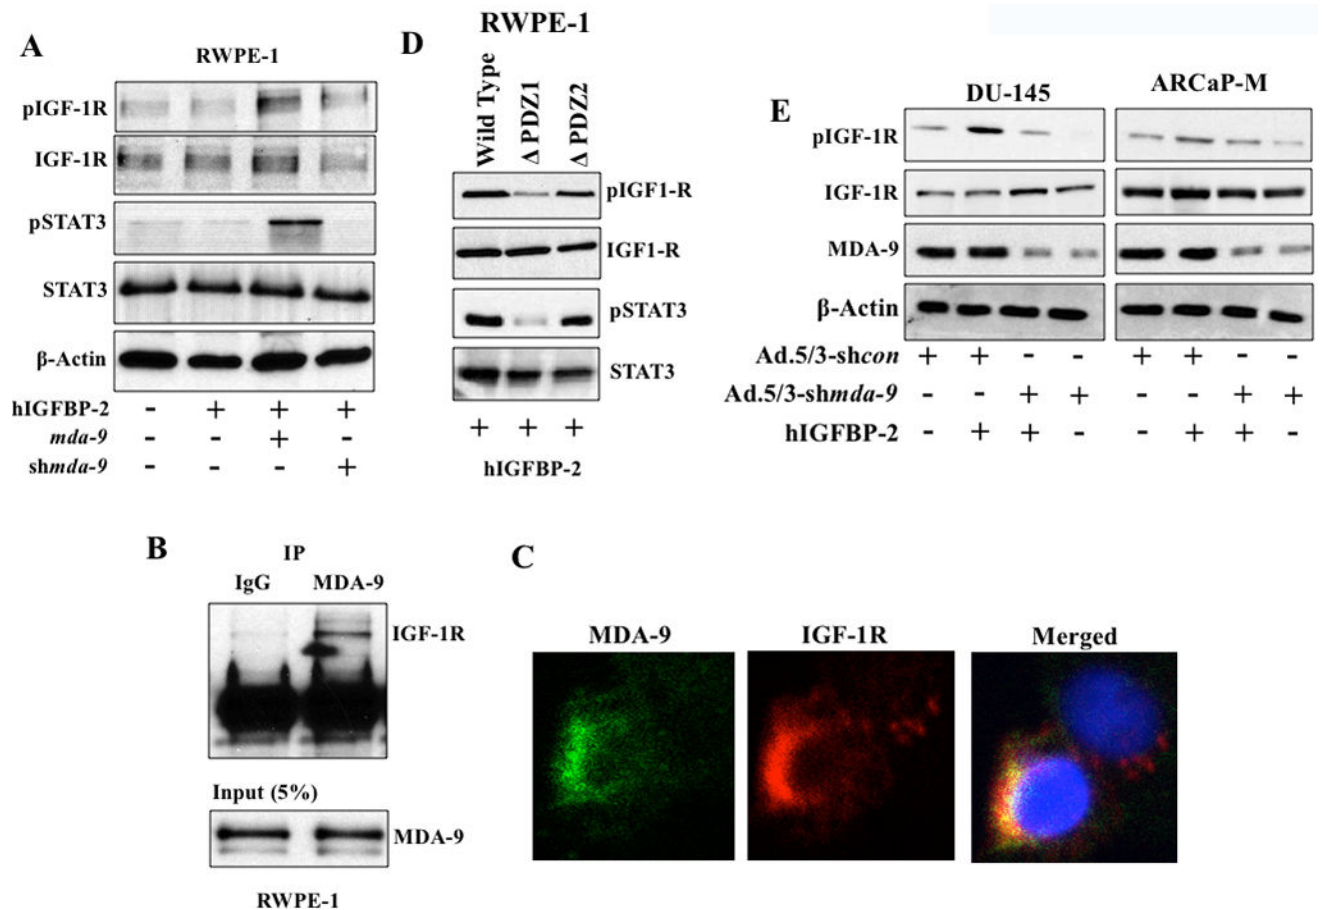 A
RWPE-1
pIGF-1R
IGF-1R
pSTAT3
STAT3
β-Actin
hIGFBP-2 - + + +
mda-9 - - + -
shmda-9 - - - +
D
RWPE-1
Wild Type
Δ PDZ1
Δ PDZ2
pIGF1-R
IGF1-R
pSTAT3
STAT3
+ + +
hIGFBP-2
E
DU-145 ARCaP-M
pIGF-1R
IGF-1R
MDA-9
β-Actin
Ad.5/3-shcon + + - - + + - -
Ad.5/3-shmda-9 - - + + - - + +
hIGFBP-2 - + + - - + + -
B
IP
IgG MDA-9
IGF-1R
Input (5%)
MDA-9
RWPE-1
C
MDA-9 IGF-1R Merged